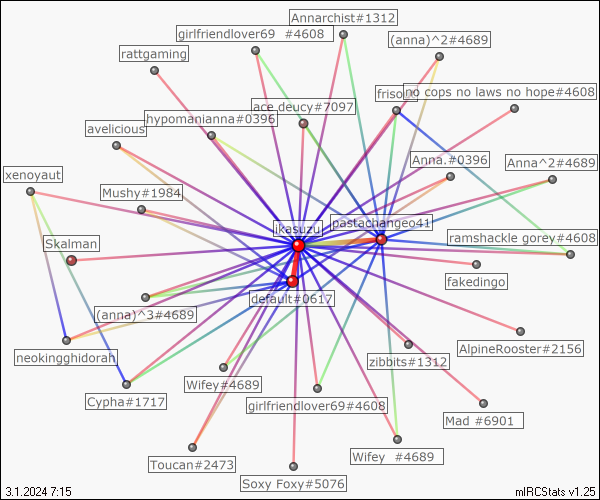 Annarchist#1312
girlfriendlover69  #4608
(anna)^2#4689
rattgaming
no cops no laws no hope#4608
ace_deucy#7097
hypomanianna#0396
avelicious
Anna.#0396
Anna^2#4689
xenoyaut
Mushy#1984
pastachangeo41
ikasuzu
ramshackle gorey#4608
Skalman
fakedingo
default#0617
(anna)^3#4689
AlpineRooster#2156
neokingghidorah
zibbits#1312
Wifey#4689
Cypha#1717
girlfriendlover69#4608
Mad #6901
Wifey  #4689
Toucan#2473
Soxy Foxy#5076
3.1.2024 7:15
mIRCStats v1.25